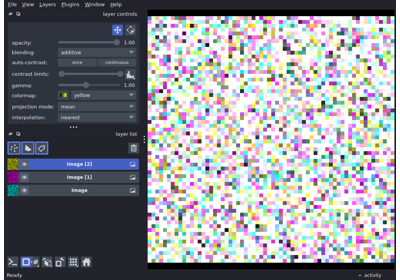 File View Layers Plugins Window Help
layer controls
opacity: 1.00
blending: additive
auto-contrast: once continuous
contrast limits:
gamma: 1.00
colormap: yellow
projection mode: mean
interpolation: nearest
layer list
Image [2]
Image [1]
Image
Ready activity